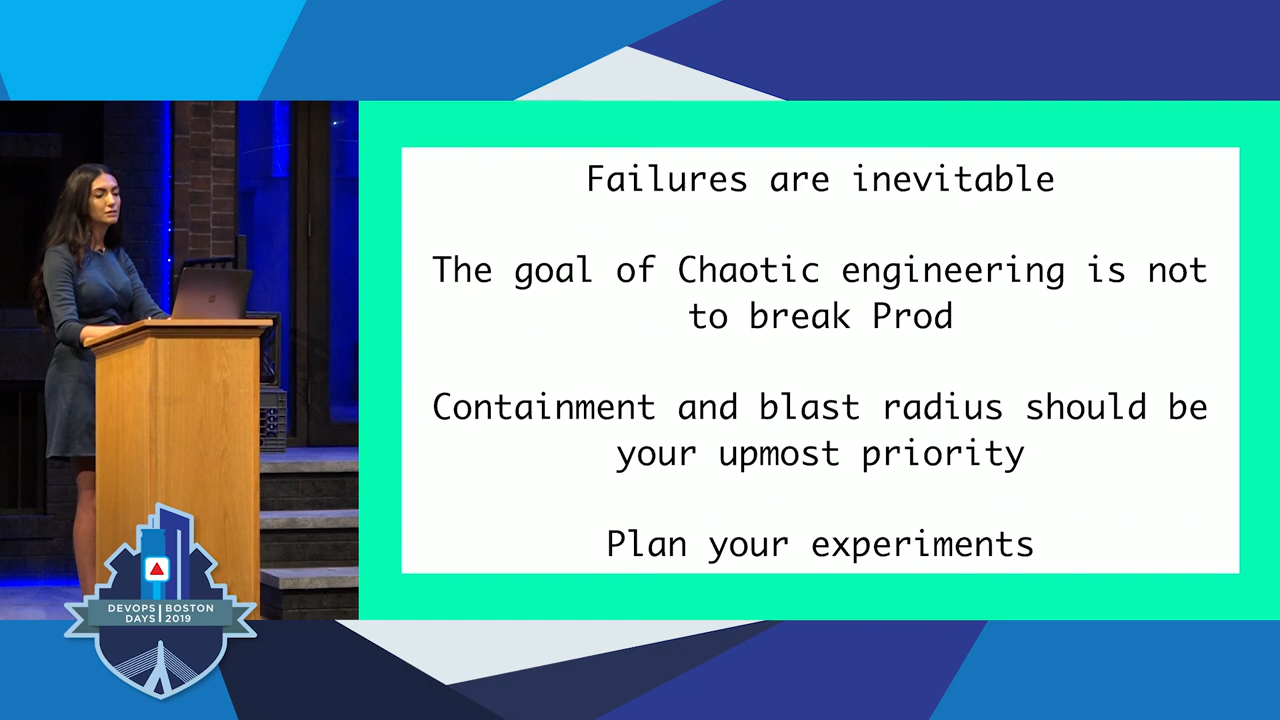 Failures are inevitable
The goal of Chaotic engineering is not
to break Prod
Containment and blast radius should be
your upmost priority
Plan your experiments
DEVOPS BOSTON
DAYS 2019